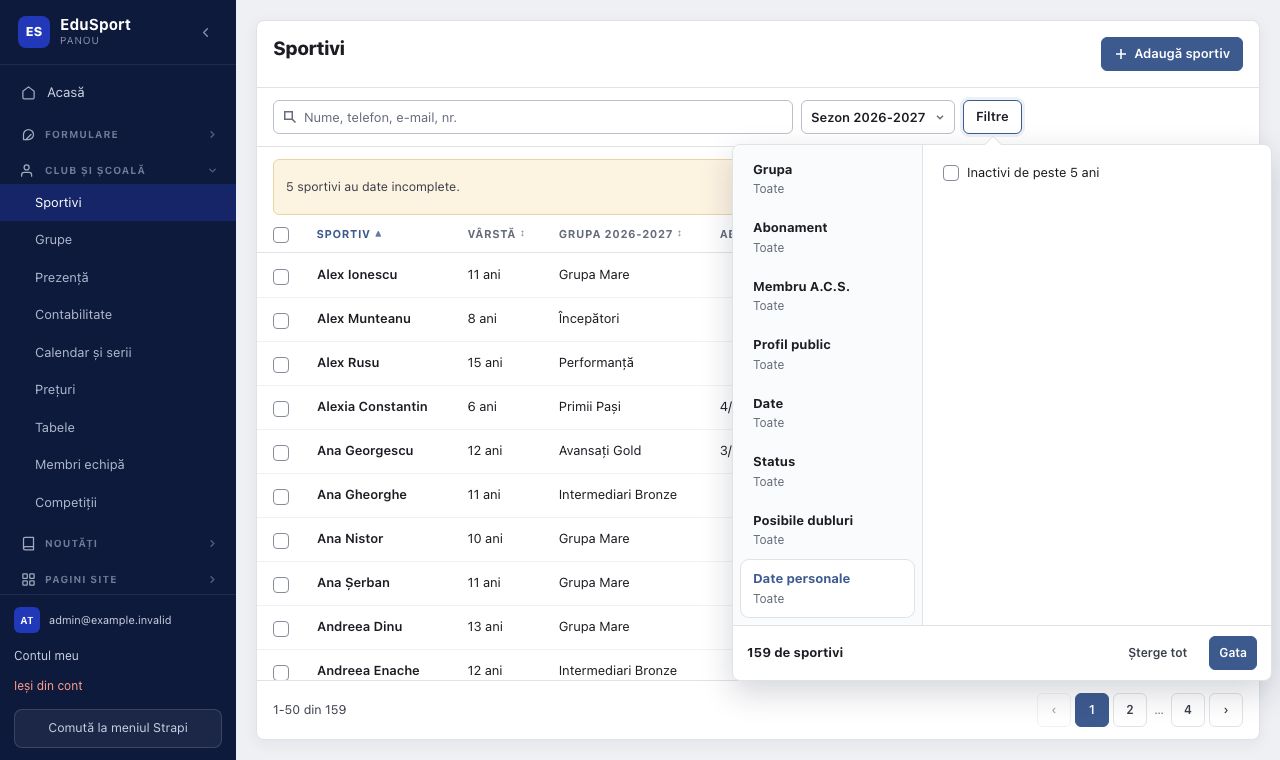 ES
EduSport
PANOU
Acasă
FORMULARE
CLUB ȘI ȘCOALĂ
Sportivi
Grupe
Prezență
Contabilitate
Calendar și serii
Prețuri
Tabele
Membri echipă
Competiții
NOUTĂȚI
PAGINI SITE
AT
admin@example.invalid
Contul meu
Ieși din cont
Comută la meniul Strapi
Sportivi
Adaugă sportiv
Nume, telefon, e-mail, nr.
Sezon 2026-2027
Filtre
5 sportivi au date incomplete.
SPORTIV VÂRSTĂ GRUPA 2026-2027
Alex Ionescu 11 ani Grupa Mare
Alex Munteanu 8 ani Începători
Alex Rusu 15 ani Performanță
Alexia Constantin 6 ani Primii Pași 4/
Ana Georgescu 12 ani Avansați Gold 3/
Ana Gheorghe 11 ani Intermediari Bronze
Ana Nistor 10 ani Grupa Mare
Ana Șerban 11 ani Grupa Mare
Andreea Dinu 13 ani Grupa Mare
Andreea Enache 12 ani Intermediari Bronze
1-50 din 159
‹ 1 2 ... 4 ›
Grupa
Toate
Abonament
Toate
Membru A.C.S.
Toate
Profil public
Toate
Date
Toate
Status
Toate
Posibile dubluri
Toate
Date personale
Toate
Inactivi de peste 5 ani
159 de sportivi
Șterge tot
Gata